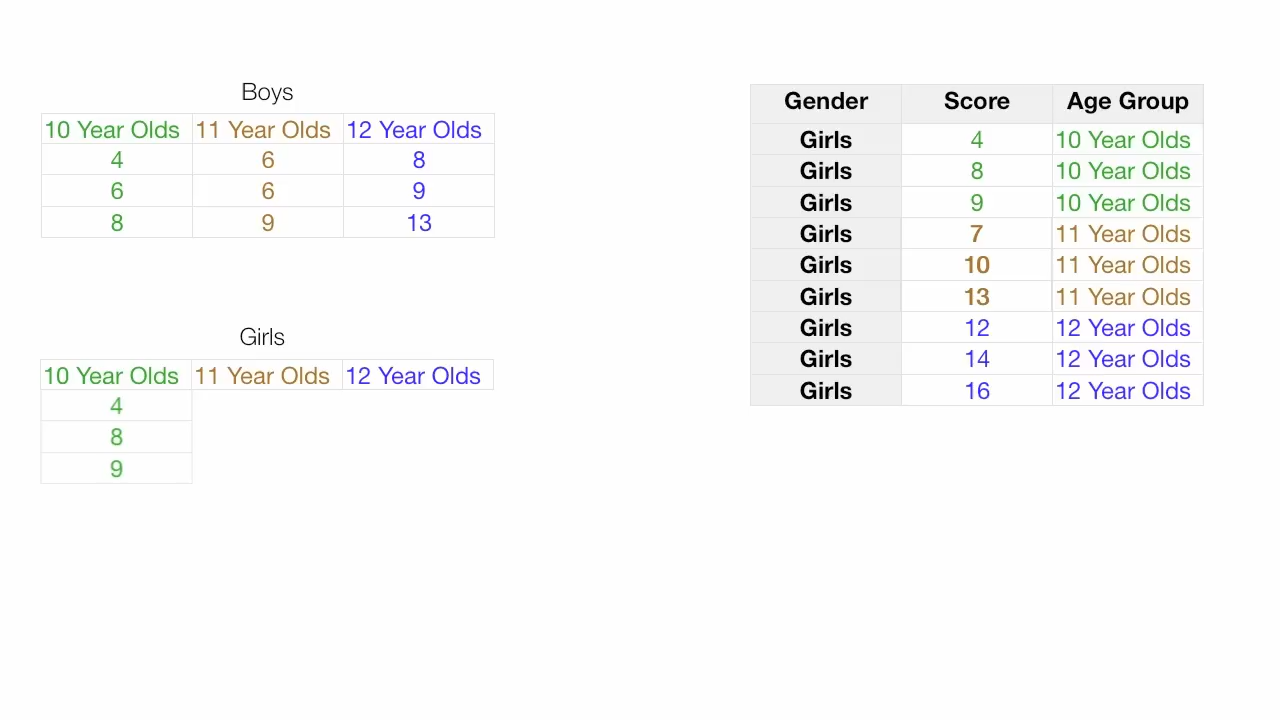 Boys
10 Year Olds 11 Year Olds 12 Year Olds
4 6 8
6 6 9
8 9 13
Girls
10 Year Olds 11 Year Olds 12 Year Olds
4
8
9
Gender Score Age Group
Girls 4 10 Year Olds
Girls 8 10 Year Olds
Girls 9 10 Year Olds
Girls 7 11 Year Olds
Girls 10 11 Year Olds
Girls 13 11 Year Olds
Girls 12 12 Year Olds
Girls 14 12 Year Olds
Girls 16 12 Year Olds